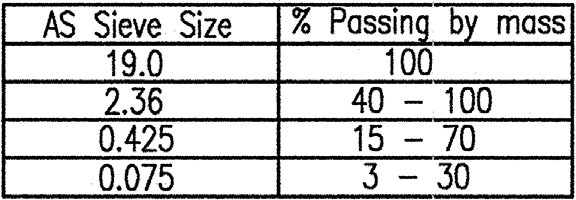 AS Sieve Size % Passing by mass
19.0 100
2.36 40 – 100
0.425 15 – 70
0.075 3 – 30